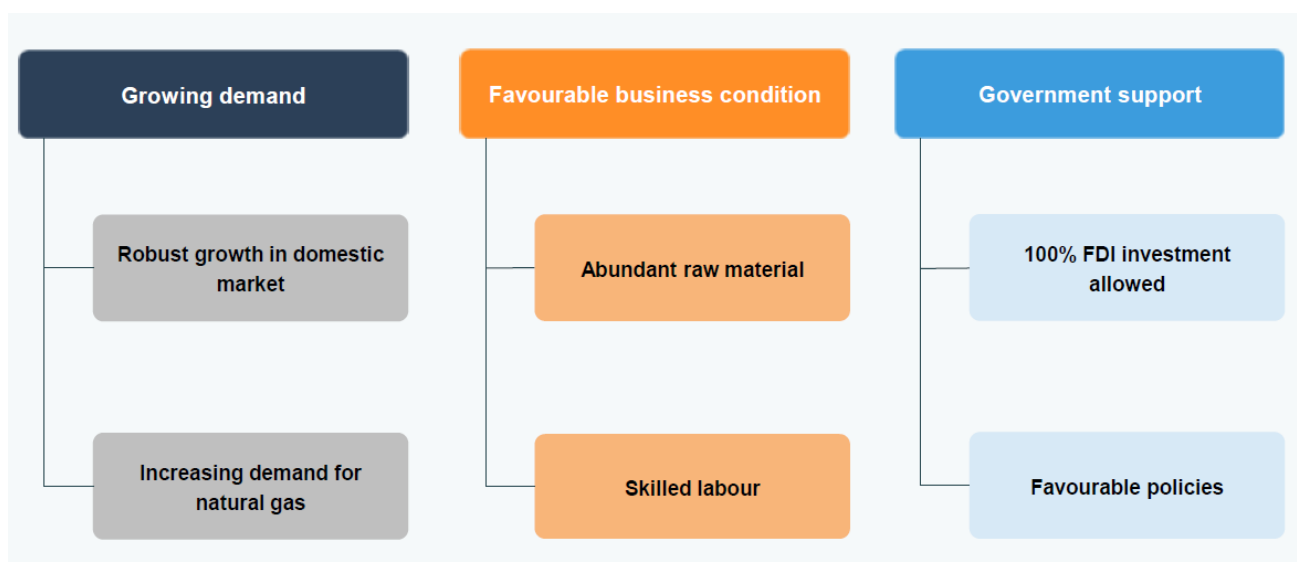 Growing demand
Favourable business condition
Government support
Robust growth in domestic
market
Abundant raw material
100% FDI investment
allowed
Increasing demand for
natural gas
Skilled labour
Favourable policies